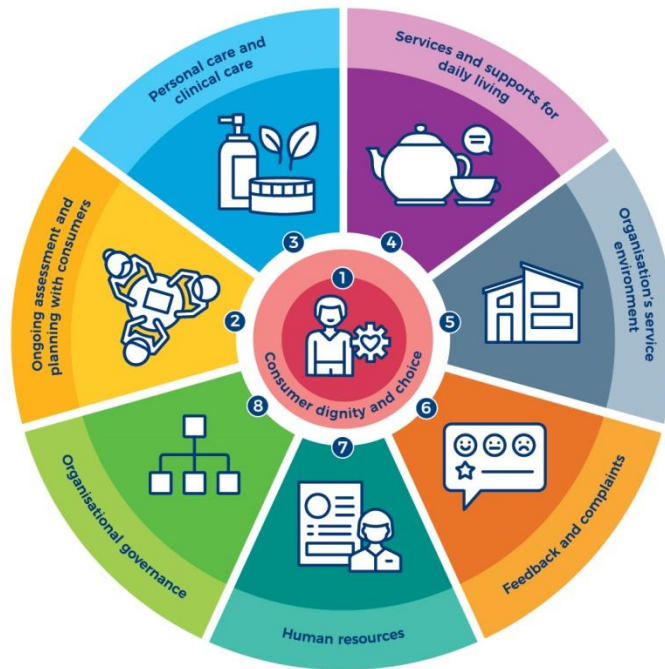 1
Consumer dignity and choice
2
Ongoing assessment and
planning with consumers
3
Personal care and
clinical care
4
Services and supports for
daily living
5
Organisation's service
environment
6
Feedback and complaints
7
Human resources
8
Organisational governance